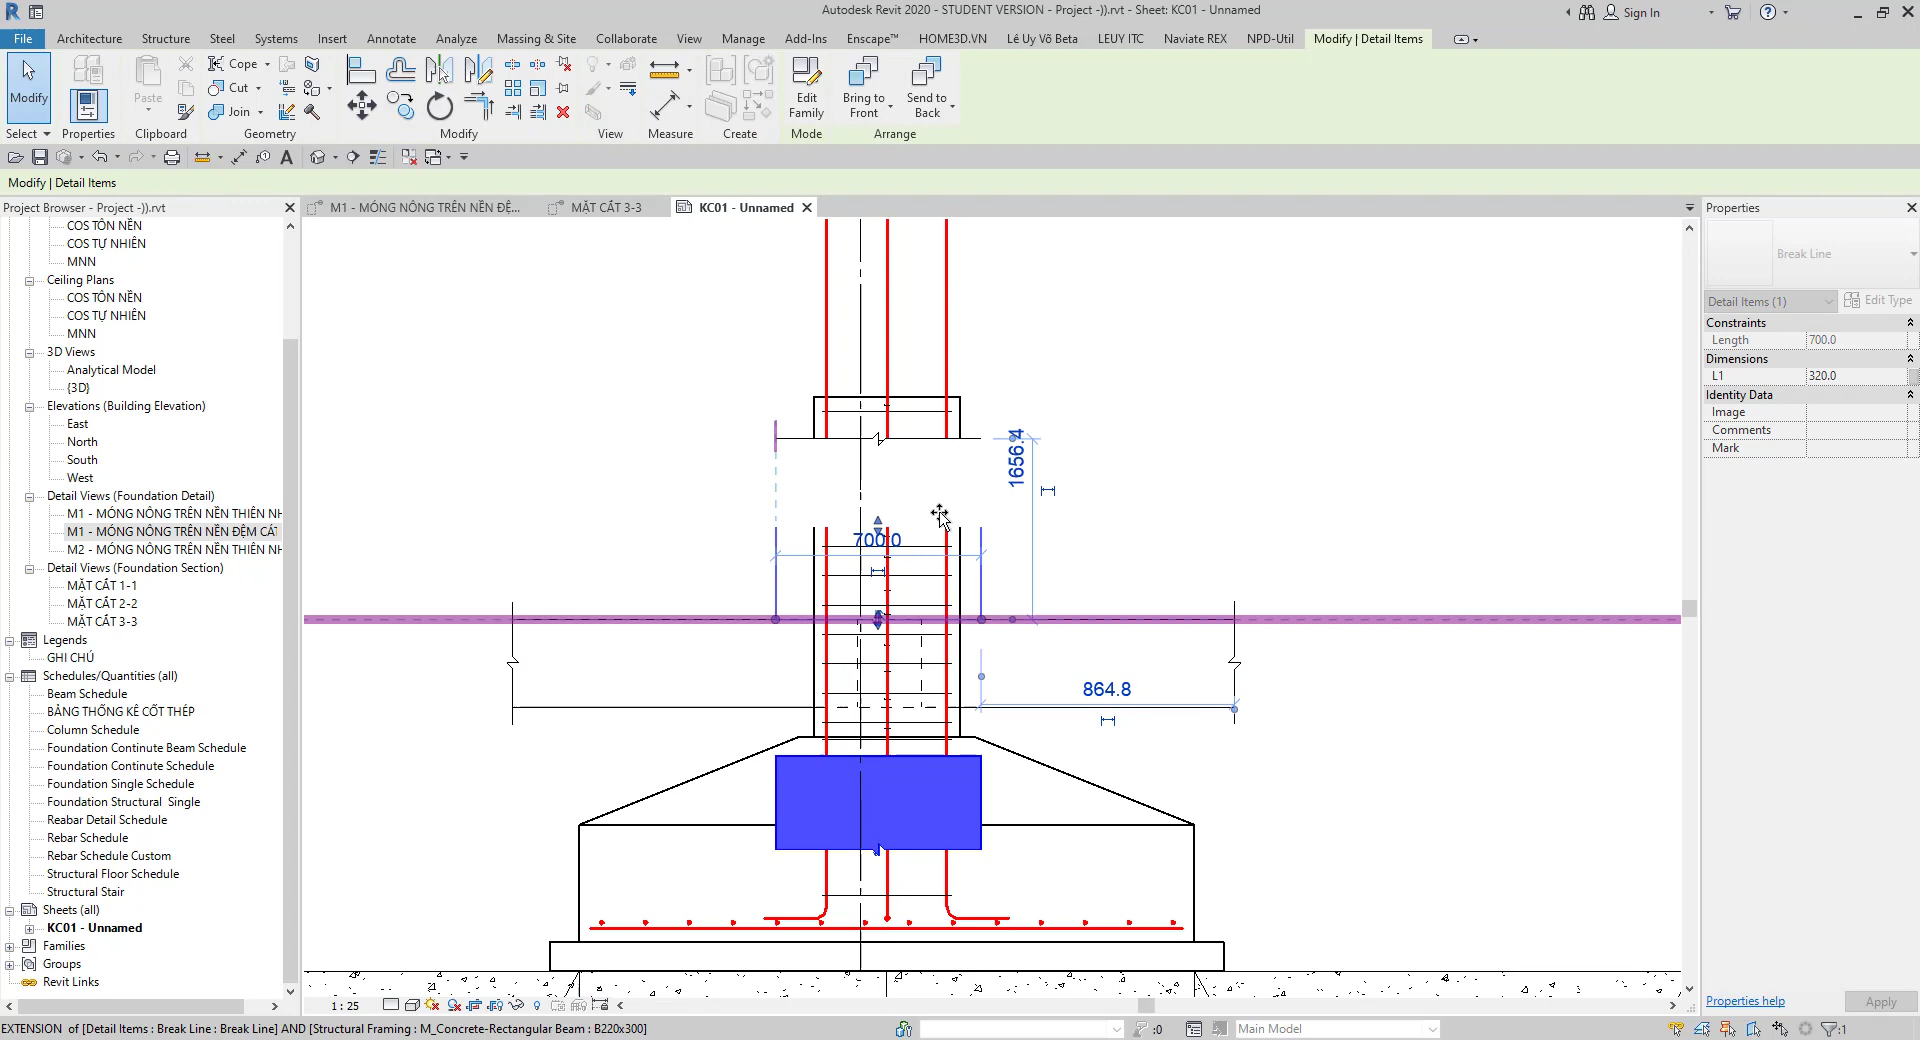 Autodesk Revit 2020 - STUDENT VERSION - Project -)).rvt - Sheet: KC01 - Unnamed
Sign In
File Architecture Structure Steel Systems Insert Annotate Analyze Massing & Site Collaborate View Manage Add-Ins Enscape™ HOME3D.VN Lê Uy Võ Beta LEUY ITC Naviate REX NPD-Util Modify | Detail Items
Modify Paste Cope Cut Join Edit Family Bring to Front Send to Back
Select Properties Clipboard Geometry Modify View Measure Create Mode Arrange
Modify | Detail Items
Project Browser - Project -)).rvt
M1 - MÓNG NÔNG TRÊN NỀN ĐỆ...
MẶT CẮT 3-3
KC01 - Unnamed
Properties
COS TÔN NỀN
COS TỰ NHIÊN
MNN
Ceiling Plans
COS TÔN NỀN
COS TỰ NHIÊN
MNN
3D Views
Analytical Model
{3D}
Elevations (Building Elevation)
East
North
South
West
Detail Views (Foundation Detail)
M1 - MÓNG NÔNG TRÊN NỀN THIÊN NH
M1 - MÓNG NÔNG TRÊN NỀN ĐỆM CÁT
M2 - MÓNG NÔNG TRÊN NỀN THIÊN NH
Detail Views (Foundation Section)
MẶT CẮT 1-1
MẶT CẮT 2-2
MẶT CẮT 3-3
Legends
GHI CHÚ
Schedules/Quantities (all)
Beam Schedule
BẢNG THỐNG KÊ CỐT THÉP
Column Schedule
Foundation Continute Beam Schedule
Foundation Continute Schedule
Foundation Single Schedule
Foundation Structural Single
Reabar Detail Schedule
Rebar Schedule
Rebar Schedule Custom
Structural Floor Schedule
Structural Stair
Sheets (all)
KC01 - Unnamed
Families
Groups
Revit Links
1656.4
700.0
864.8
Break Line
Detail Items (1)
Edit Type
Constraints
Length 700.0
Dimensions
L1 320.0
Identity Data
Image
Comments
Mark
Properties help
Apply
1 : 25
EXTENSION of [Detail Items : Break Line : Break Line] AND [Structural Framing : M_Concrete-Rectangular Beam : B220x300]
:0
Main Model
:1